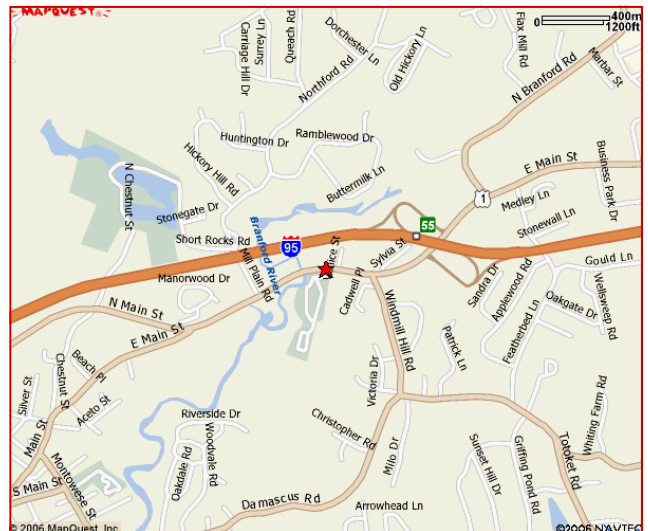 MAPQUEST
400m
1200ft
Carriage Hill Dr
Surrey Ln
Queach Rd
Dorchester Ln
Old Hickory Ln
Flax Mill Rd
Marbar St
Northford Rd
N Branford Rd
Huntington Dr
Ramblewood Dr
Hickory Hill Rd
Buttermilk Ln
E Main St
Business Park Dr
N Chestnut St
1
Medley Ln
Stonewall Ln
Stonegate Dr
55
Short Rocks Rd
Branford River
95
Sylvia St
Gould Ln
Mill Plain Rd
Manorwood Dr
Cadwell Pl
Sandra Dr
Applewood Rd
Wellsweep Rd
Oakgate Dr
N Main St
E Main St
Windmill Hill Rd
Featherbed Ln
Patrick Ln
Beach Pl
Chestnut St
Silver St
Aceto St
Victoria Dr
Main St
Riverside Dr
Christopher Rd
Whiting Farm Rd
Oakdale Rd
Woodvale Rd
Milo Dr
Totoket Rd
Montowese St
Sunset Hill Dr
Griffing Pond Rd
S Main St
Damascus Rd
Arrowhead Ln
© 2006 MapQuest, Inc.
©2006 NAVTEQ